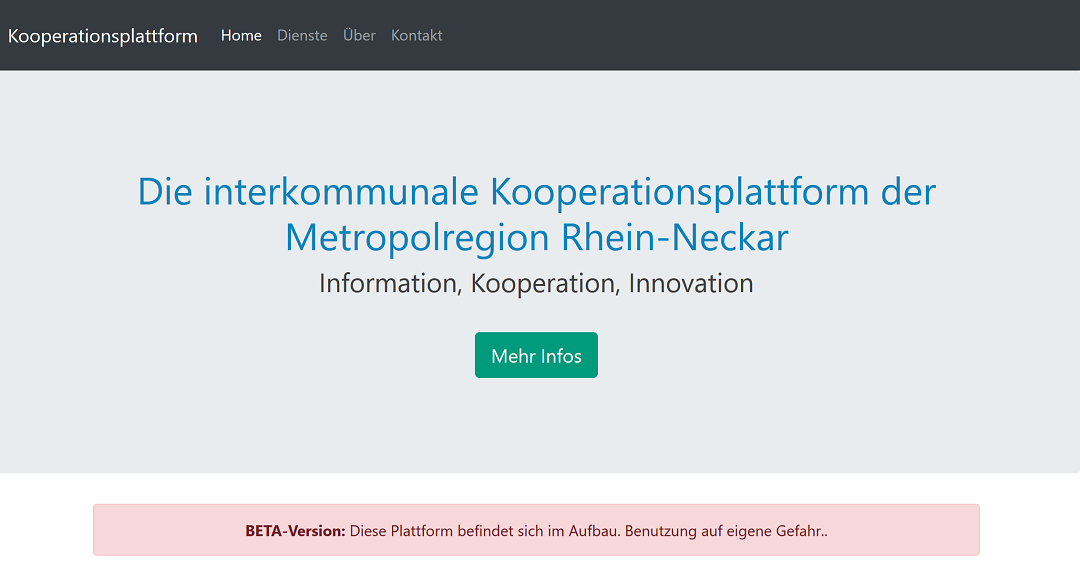 Kooperationsplattform Home Dienste Über Kontakt
Die interkommunale Kooperationsplattform der
Metropolregion Rhein-Neckar
Information, Kooperation, Innovation
Mehr Infos
BETA-Version: Diese Plattform befindet sich im Aufbau. Benutzung auf eigene Gefahr..